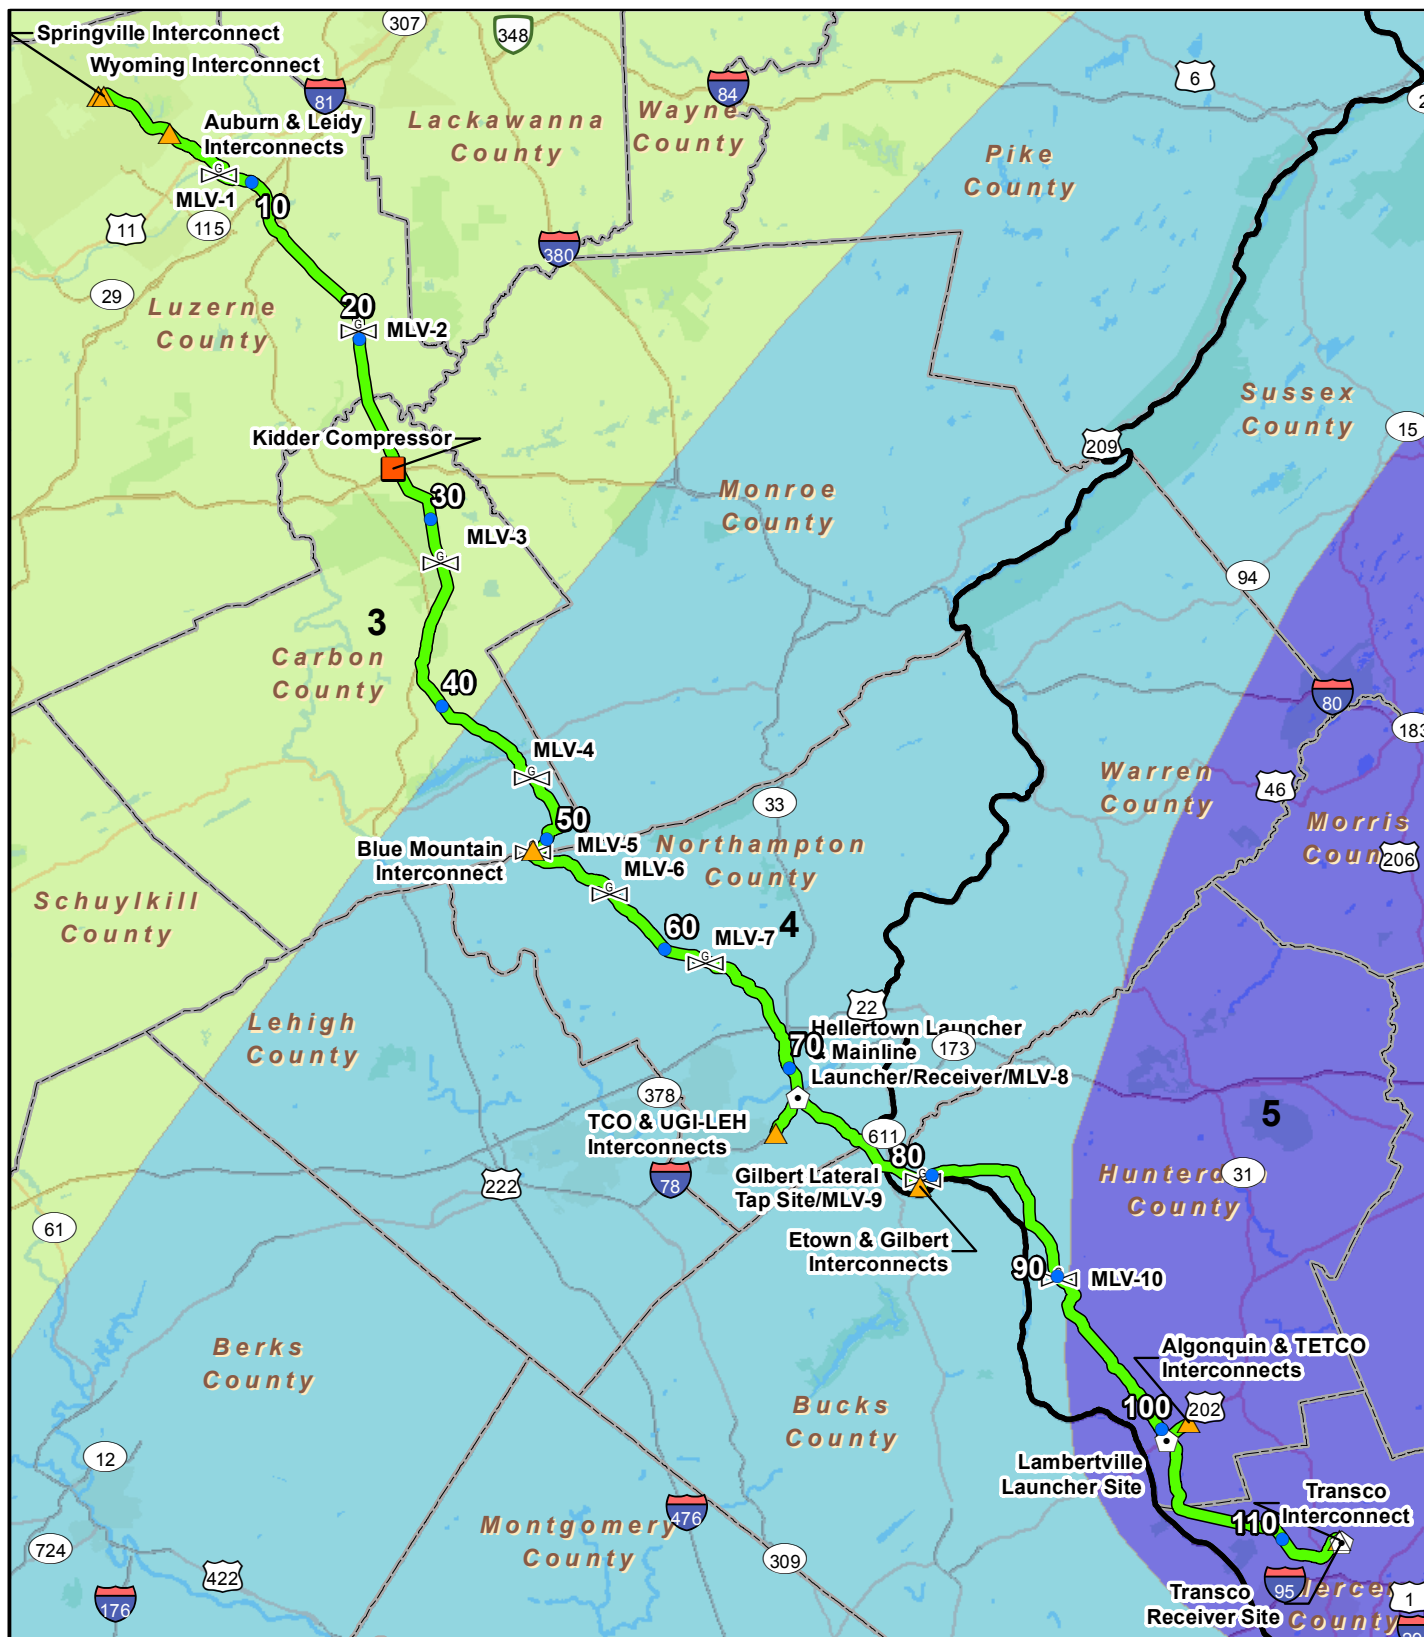 307
348
Springville Interconnect
Wyoming Interconnect
6
84
81
Wayne
County
Lackawanna
County
Auburn & Leidy
Interconnects
Pike
County
G
MLV-1
10
115
11
380
29
Luzerne
County
20
G
MLV-2
Sussex
County
15
209
Kidder Compressor
30
Monroe
County
MLV-3
G
94
3
Carbon
County
40
80
183
MLV-4
G
Warren
County
46
33
50
Morris
206
Blue Mountain
Interconnect
MLV-5
Northampton
County
MLV-6
G
Schuylkill
County
4
60
MLV-7
G
22
Lehigh
County
Hellertown Launcher
& Mainline
Launcher/Receiver/MLV-8
70
173
378
5
TCO & UGI-LEH
Interconnects
611
80
G
78
222
Gilbert Lateral
Tap Site/MLV-9
31
County
61
Etown & Gilbert
Interconnects
90
MLV-10
Berks
County
Algonquin & TETCO
Interconnects
Bucks
County
100
202
12
Lambertville
Launcher Site
Transco
Interconnect
476
Montgomery
County
110
724
309
422
176
95
Transco
Receiver Site
County
1